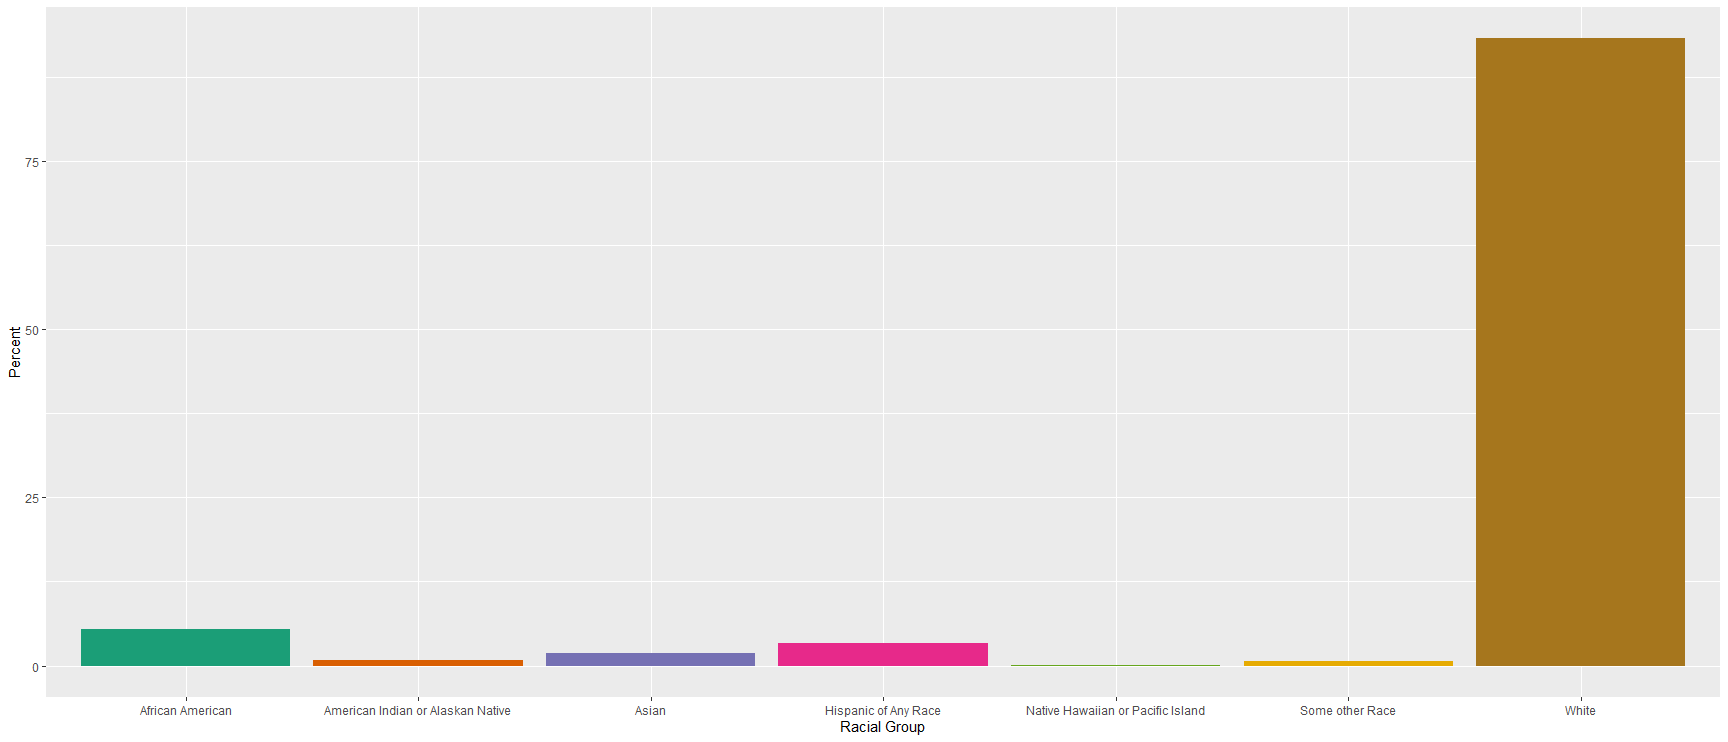 75
50
25
0
Percent
African American
American Indian or Alaskan Native
Asian
Hispanic of Any Race
Native Hawaiian or Pacific Island
Some other Race
White
Racial Group